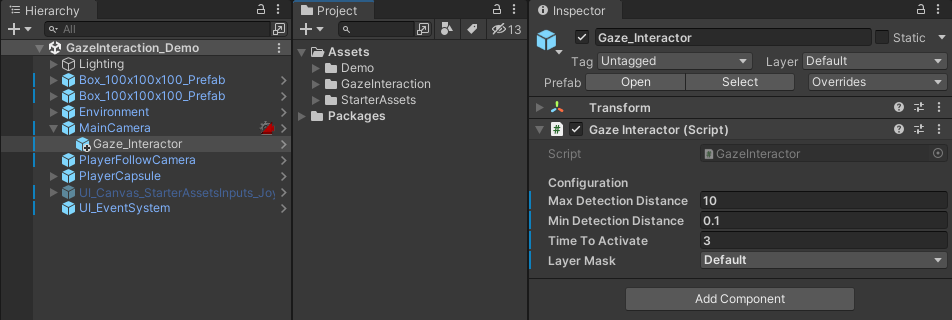 Hierarchy
All
GazeInteraction_Demo
Lighting
Box_100x100x100_Prefab
Box_100x100x100_Prefab
Environment
MainCamera
Gaze_Interactor
PlayerFollowCamera
PlayerCapsule
UI_Canvas_StarterAssetsInputs_Joy
UI_EventSystem
Project
13
Assets
Demo
GazeInteraction
StarterAssets
Packages
Inspector
Gaze_Interactor
Static
Tag Untagged Layer Default
Prefab Open Select Overrides
Transform
Gaze Interactor (Script)
Script GazeInteractor
Configuration
Max Detection Distance 10
Min Detection Distance 0.1
Time To Activate 3
Layer Mask Default
Add Component